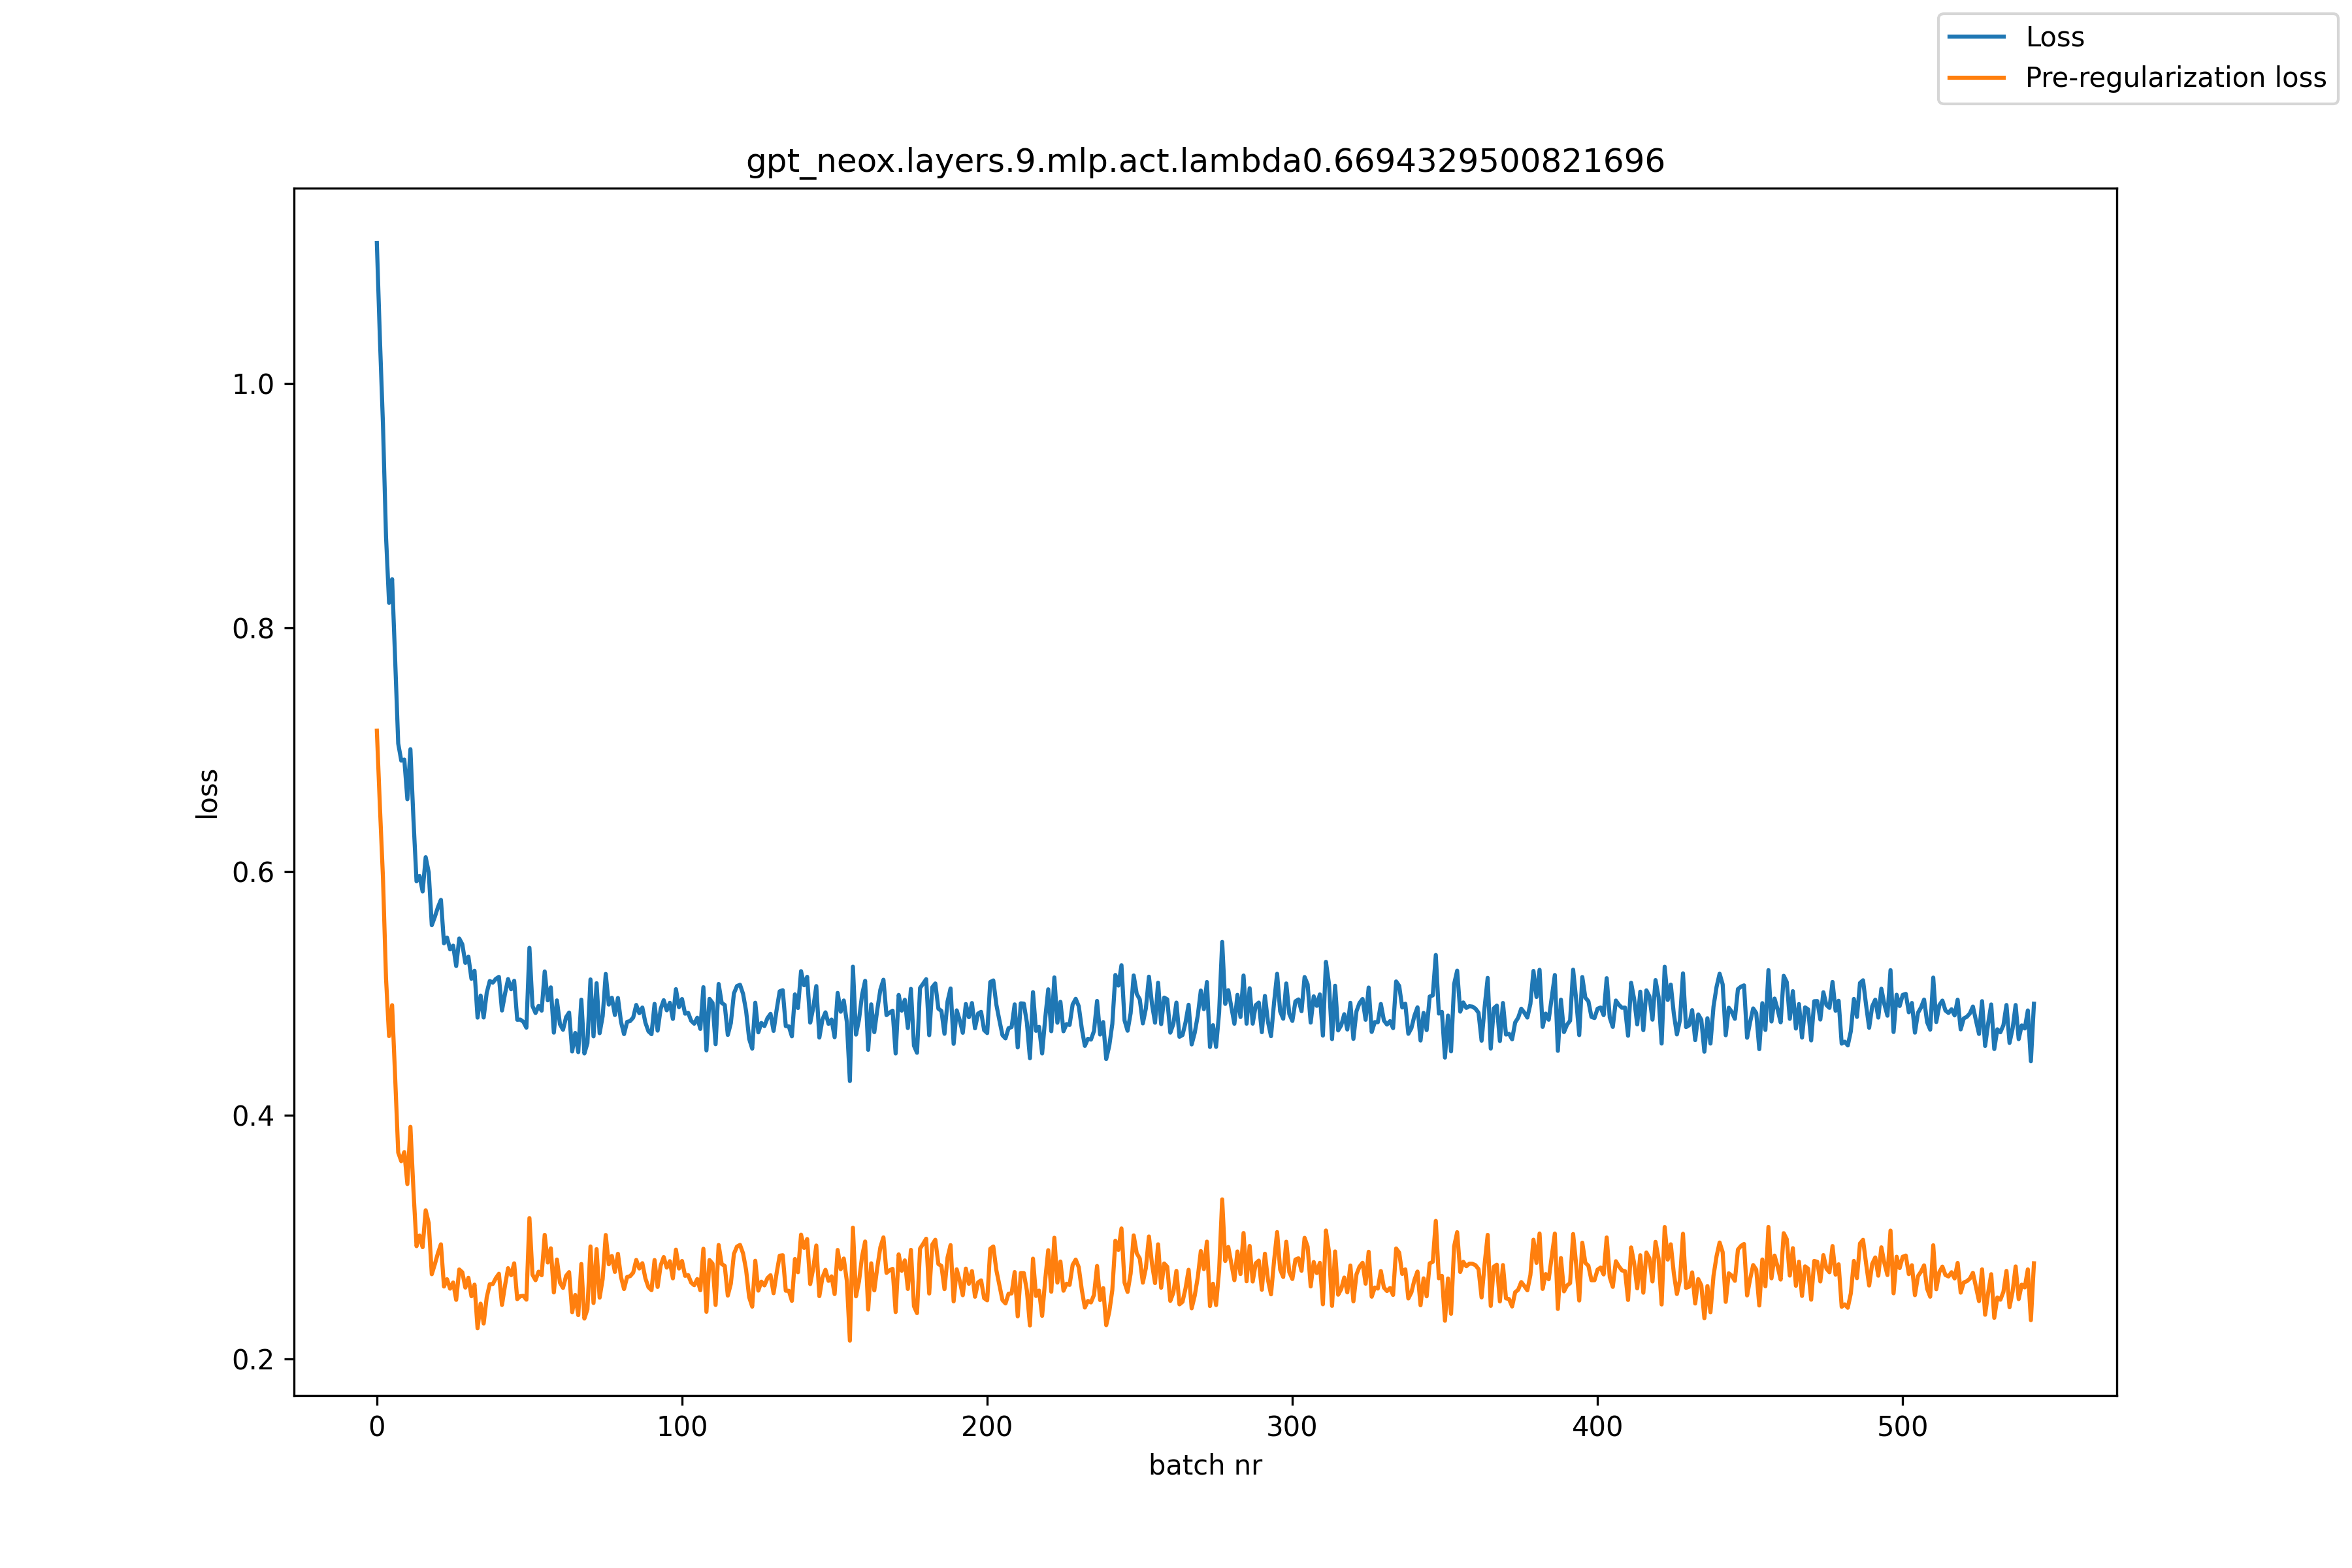 Loss
Pre-regularization loss
gpt_neox.layers.9.mlp.act.lambda0.6694329500821696
1.0
0.8
0.6
0.4
0.2
loss
0 100 200 300 400 500
batch nr